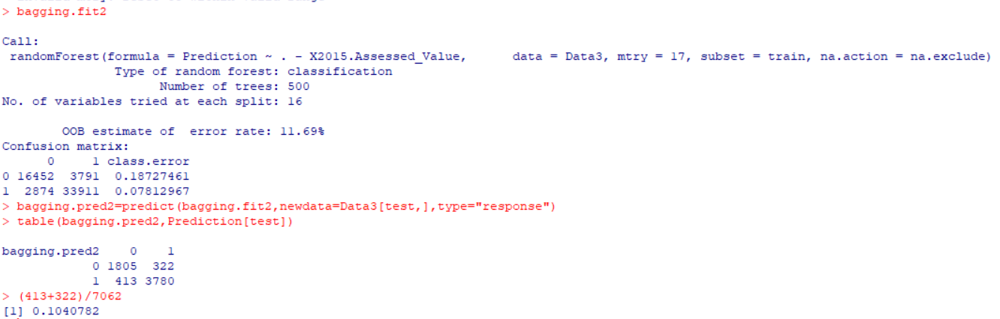 > bagging.fit2
Call:
randomForest(formula = Prediction ~ . - X2015.Assessed_Value, data = Data3, mtry = 17, subset = train, na.action = na.exclude)
Type of random forest: classification
Number of trees: 500
No. of variables tried at each split: 16
OOB estimate of error rate: 11.69%
Confusion matrix:
0 1 class.error
0 16452 3791 0.18727461
1 2874 33911 0.07812967
> bagging.pred2=predict(bagging.fit2,newdata=Data3[test,],type="response")
> table(bagging.pred2,Prediction[test])
bagging.pred2 0 1
0 1805 322
1 413 3780
> (413+322)/7062
[1] 0.1040782